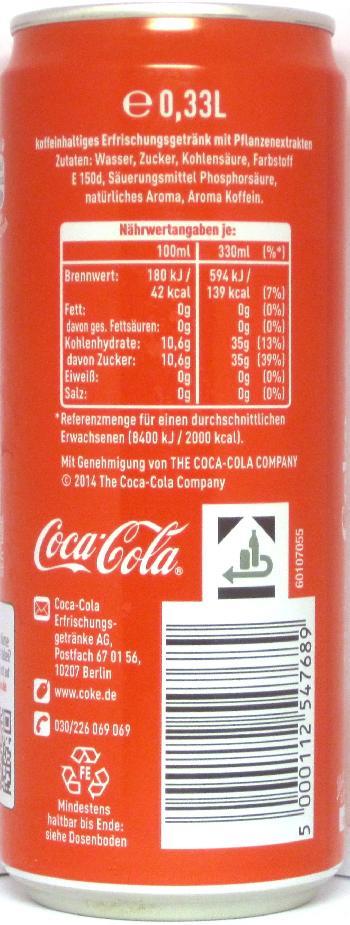 ℮ 0,33L
koffeinhaltiges Erfrischungsgetränk mit Pflanzenextrakten
Zutaten: Wasser, Zucker, Kohlensäure, Farbstoff
E 150d, Säuerungsmittel Phosphorsäure,
natürliches Aroma, Aroma Koffein.
Nährwertangaben je:
100ml 330ml (%*)
Brennwert: 180 kJ / 594 kJ /
42 kcal 139 kcal (7%)
Fett: 0g 0g (0%)
davon ges. Fettsäuren: 0g 0g (0%)
Kohlenhydrate: 10,6g 35g (13%)
davon Zucker: 10,6g 35g (39%)
Eiweiß: 0g 0g (0%)
Salz: 0g 0g (0%)
*Referenzmenge für einen durchschnittlichen
Erwachsenen (8400 kJ / 2000 kcal).
Mit Genehmigung von THE COCA-COLA COMPANY
© 2014 The Coca-Cola Company
Coca-Cola®
60107055
Coca-Cola
Erfrischungs-
getränke AG,
Postfach 67 01 56,
10207 Berlin
www.coke.de
030/226 069 069
FE
Mindestens
haltbar bis Ende:
siehe Dosenboden
5 000112 547689